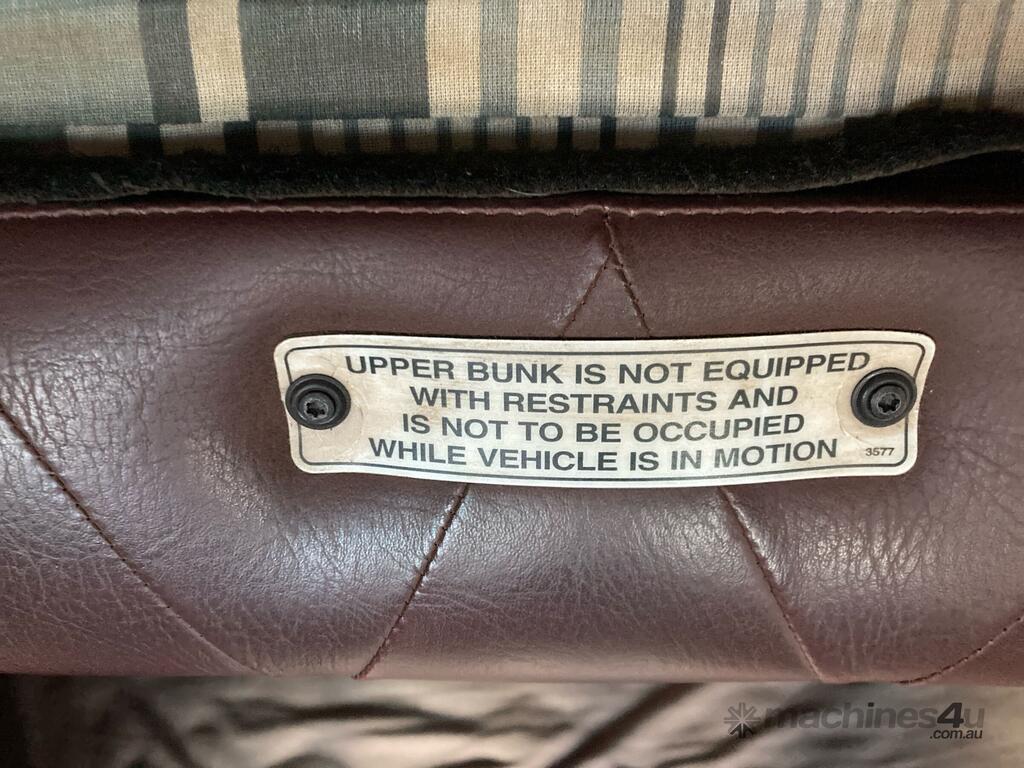 UPPER BUNK IS NOT EQUIPPED
WITH RESTRAINTS AND
IS NOT TO BE OCCUPIED
WHILE VEHICLE IS IN MOTION 3577
machines4u
.com.au